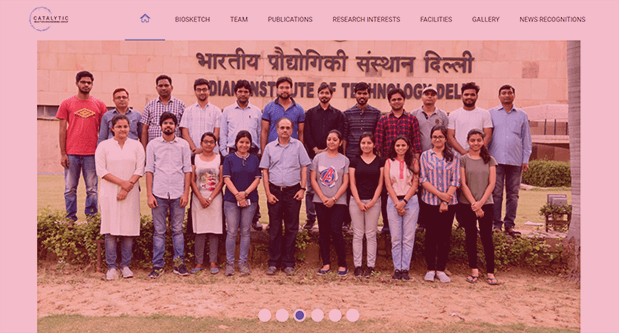 CATALYTIC
BIOSKETCH TEAM PUBLICATIONS RESEARCH INTERESTS FACILITIES GALLERY NEWS RECOGNITIONS
भारतीय प्रौद्योगिकी संस्थान दिल्ली
INDIAN INSTITUTE OF TECHNOLOGY DELHI